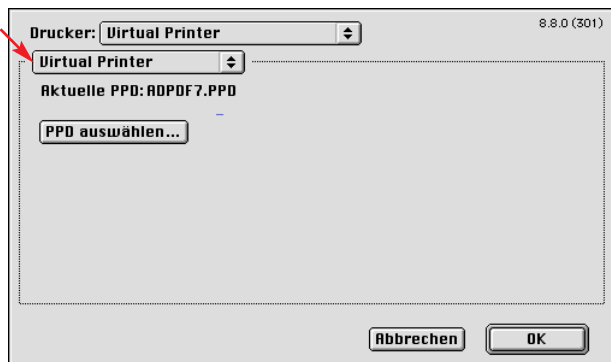 8.8.0 (301)
Drucker: Virtual Printer
Virtual Printer
Aktuelle PPD: ADPDF7.PPD
PPD auswählen...
Abbrechen OK